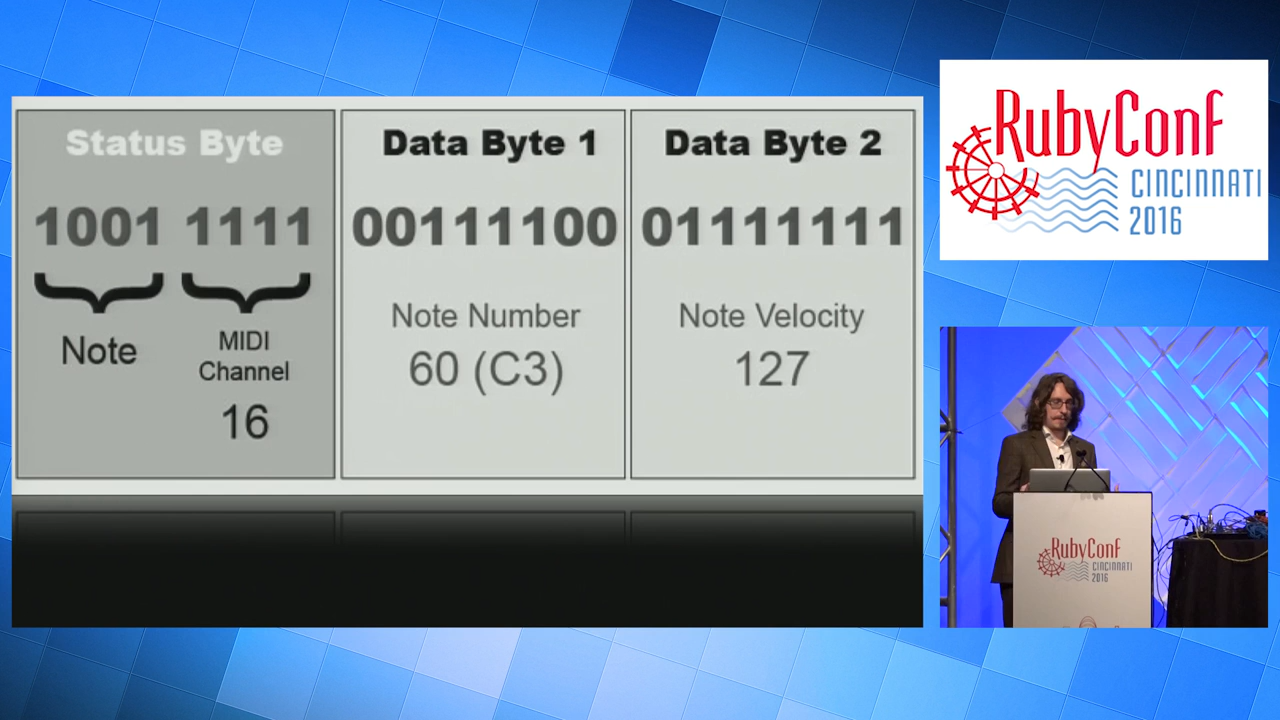 Status Byte
1001 1111
Note
MIDI
Channel
16
Data Byte 1
00111100
Note Number
60 (C3)
Data Byte 2
01111111
Note Velocity
127
RubyConf
CINCINNATI
2016
RubyConf
CINCINNATI
2016